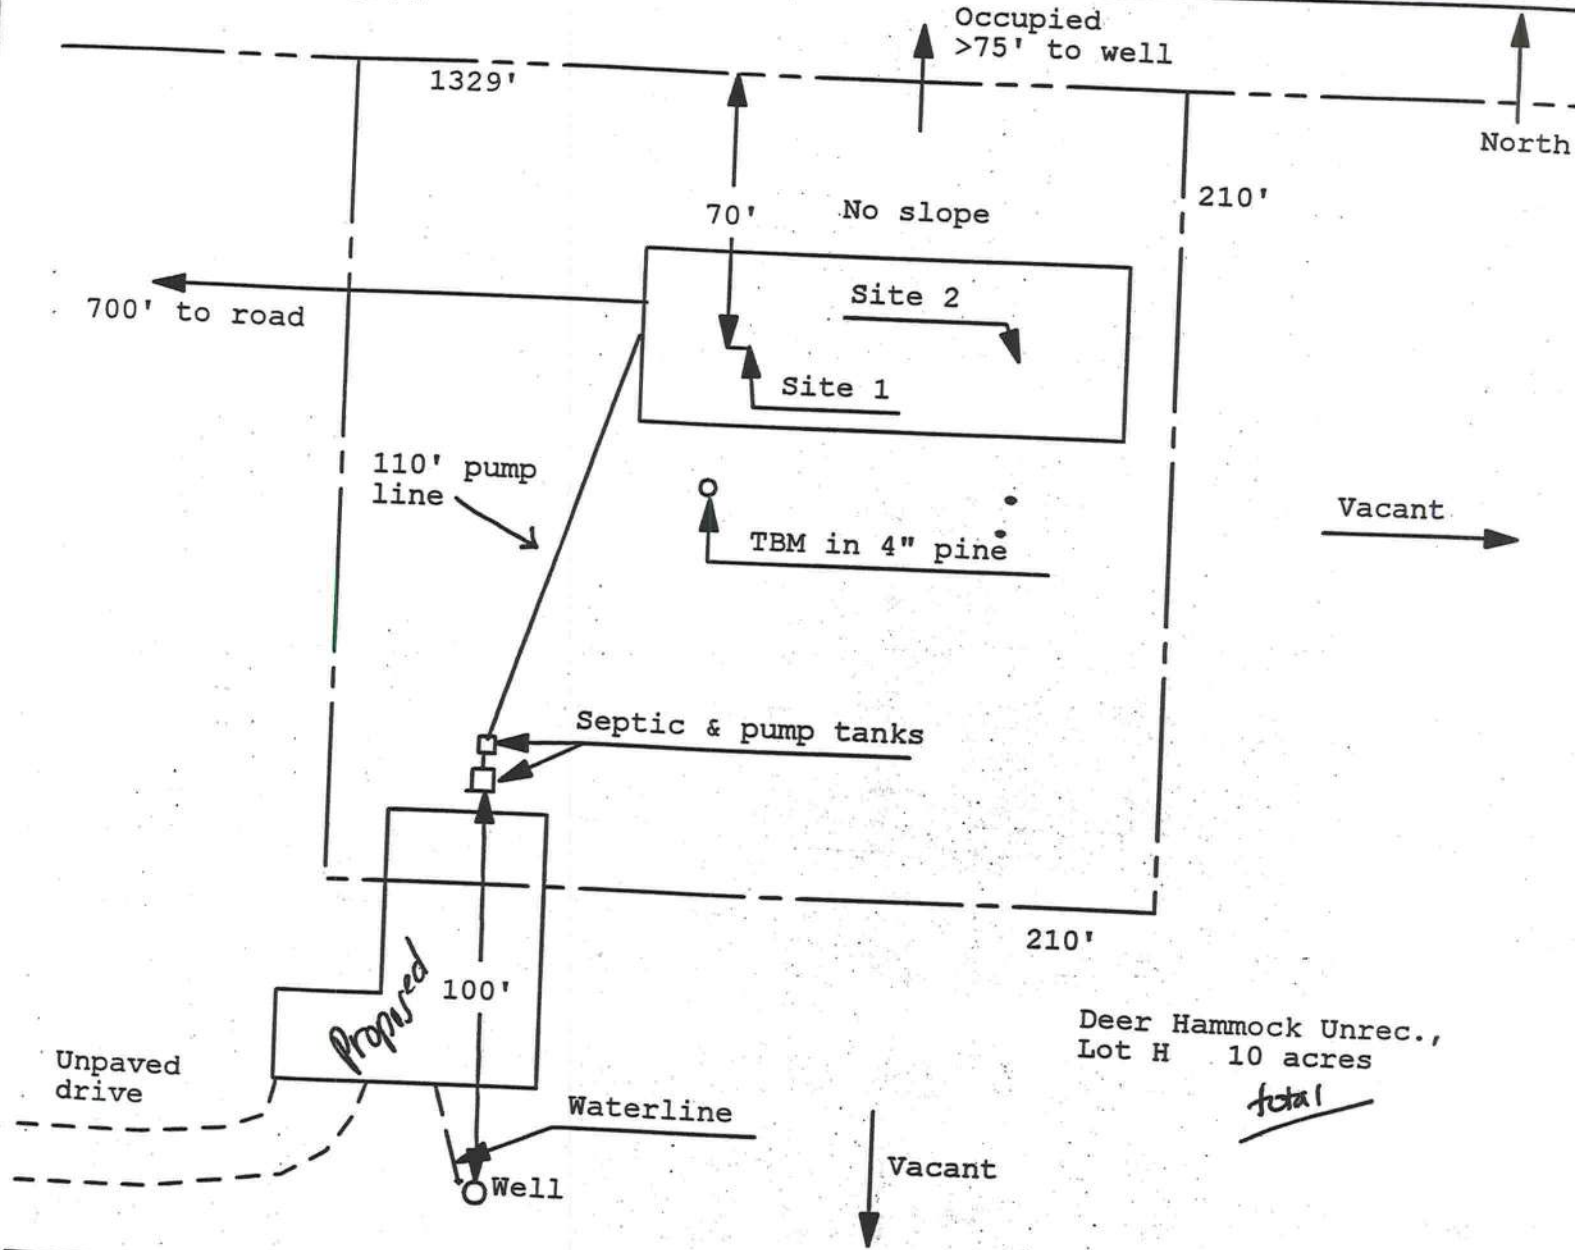 Occupied
>75' to well
1329'
North
210'
70'
No slope
Site 2
700' to road
Site 1
110' pump
line
Vacant
TBM in 4" pine
Septic & pump tanks
210'
Proposed
100'
Deer Hammock Unrec.,
Lot H 10 acres
total
Unpaved
drive
Waterline
Vacant
Well